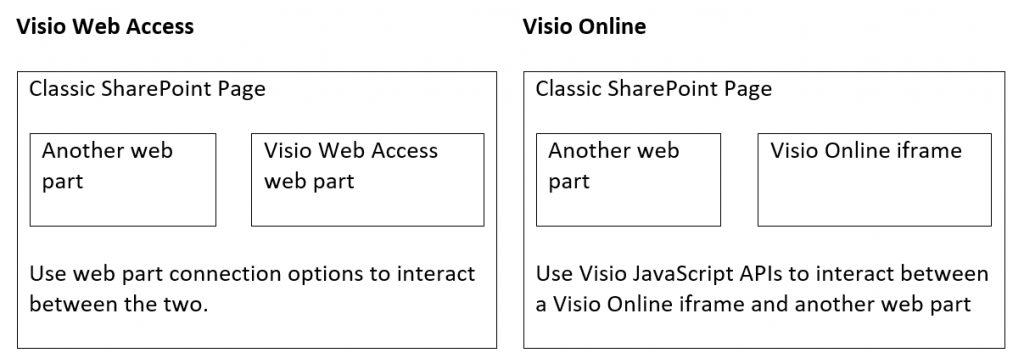 Visio Web Access
Classic SharePoint Page
Another web
part
Visio Web Access
web part
Use web part connection options to interact
between the two.
Visio Online
Classic SharePoint Page
Another web
part
Visio Online iframe
Use Visio JavaScript APIs to interact between
a Visio Online iframe and another web part